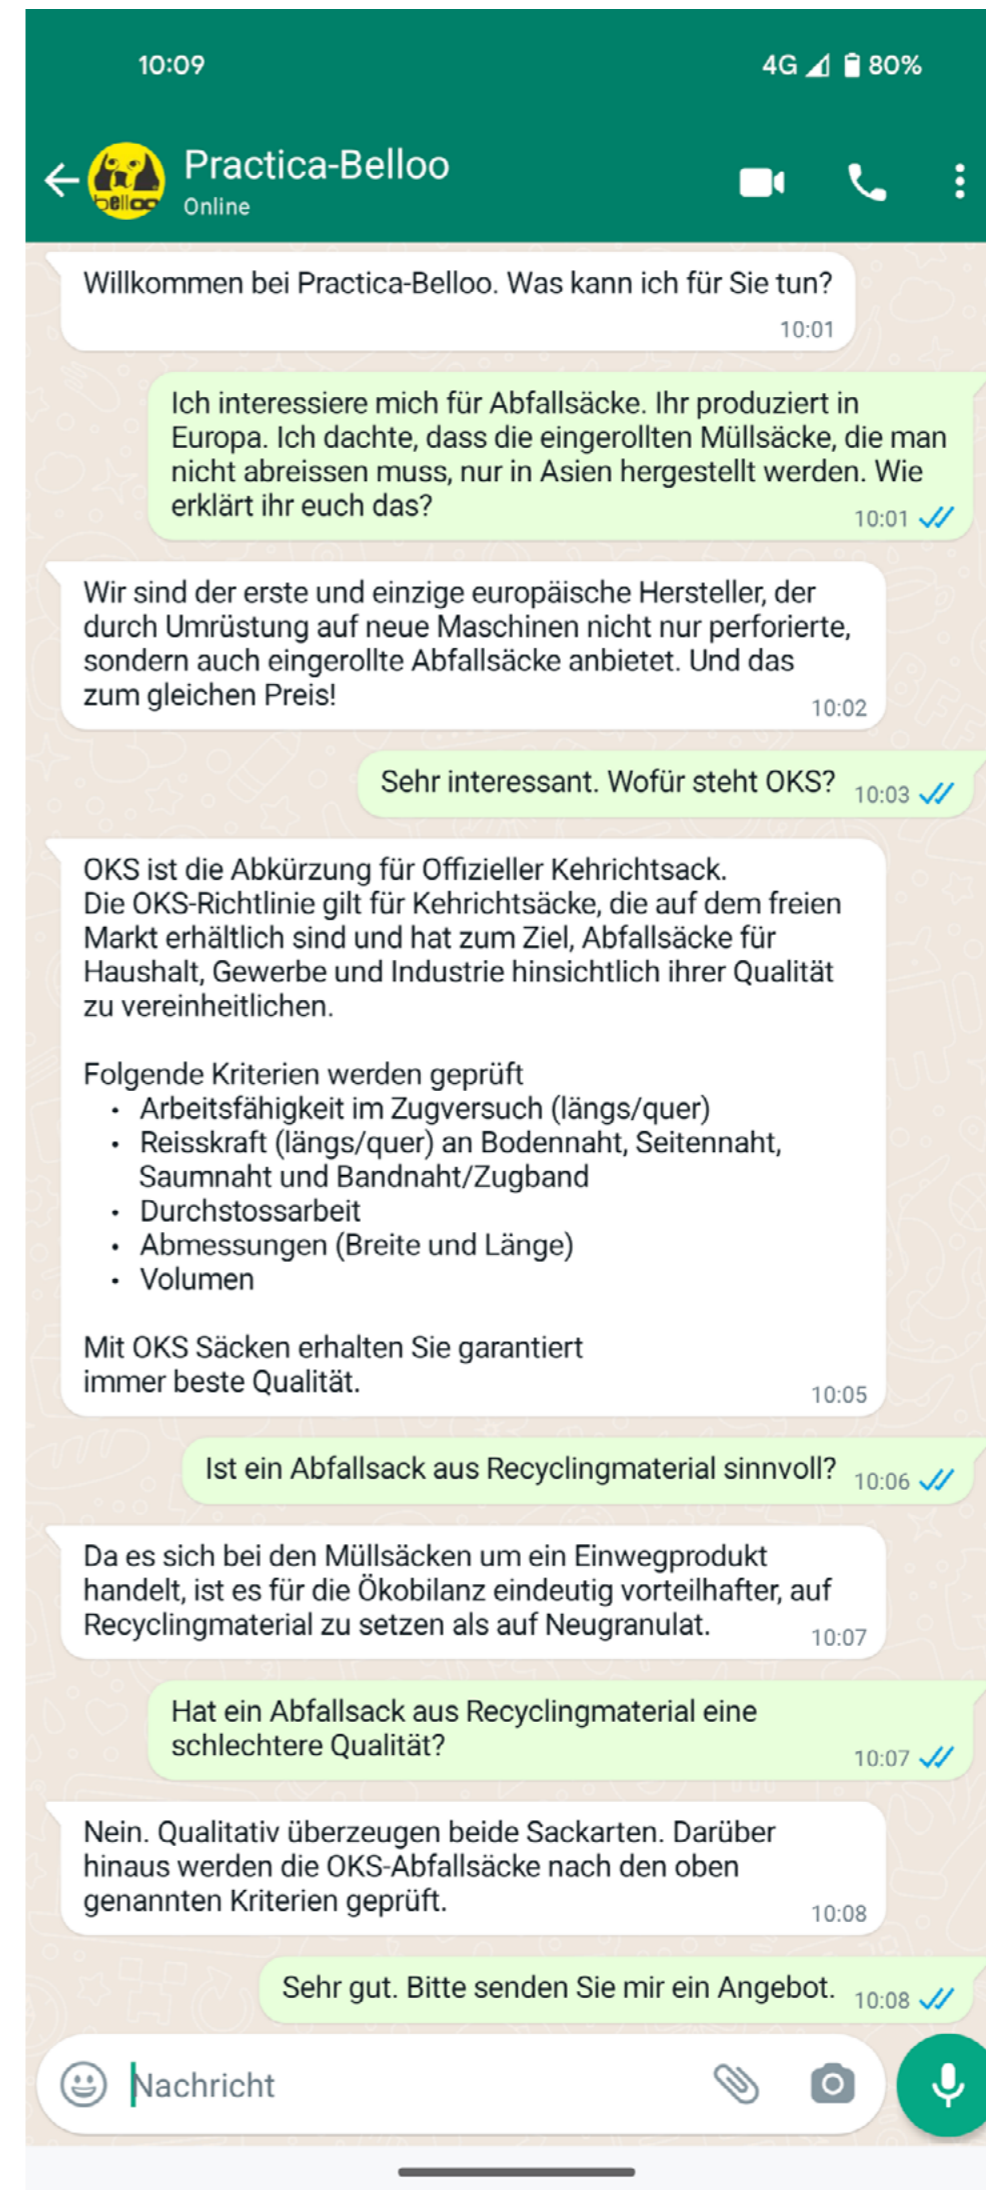 10:09
4G 80%
Practica-Belloo
belloo
Online
Willkommen bei Practica-Belloo. Was kann ich für Sie tun?
10:01
Ich interessiere mich für Abfallsäcke. Ihr produziert in
Europa. Ich dachte, dass die eingerollten Müllsäcke, die man
nicht abreissen muss, nur in Asien hergestellt werden. Wie
erklärt ihr euch das?
10:01
Wir sind der erste und einzige europäische Hersteller, der
durch Umrüstung auf neue Maschinen nicht nur perforierte,
sondern auch eingerollte Abfallsäcke anbietet. Und das
zum gleichen Preis!
10:02
Sehr interessant. Wofür steht OKS?
10:03
OKS ist die Abkürzung für Offizieller Kehrichtsack.
Die OKS-Richtlinie gilt für Kehrichtsäcke, die auf dem freien
Markt erhältlich sind und hat zum Ziel, Abfallsäcke für
Haushalt, Gewerbe und Industrie hinsichtlich ihrer Qualität
zu vereinheitlichen.
Folgende Kriterien werden geprüft
• Arbeitsfähigkeit im Zugversuch (längs/quer)
• Reisskraft (längs/quer) an Bodennaht, Seitennaht,
Saumnaht und Bandnaht/Zugband
• Durchstossarbeit
• Abmessungen (Breite und Länge)
• Volumen
Mit OKS Säcken erhalten Sie garantiert
immer beste Qualität.
10:05
Ist ein Abfallsack aus Recyclingmaterial sinnvoll?
10:06
Da es sich bei den Müllsäcken um ein Einwegprodukt
handelt, ist es für die Ökobilanz eindeutig vorteilhafter, auf
Recyclingmaterial zu setzen als auf Neugranulat.
10:07
Hat ein Abfallsack aus Recyclingmaterial eine
schlechtere Qualität?
10:07
Nein. Qualitativ überzeugen beide Sackarten. Darüber
hinaus werden die OKS-Abfallsäcke nach den oben
genannten Kriterien geprüft.
10:08
Sehr gut. Bitte senden Sie mir ein Angebot.
10:08
Nachricht